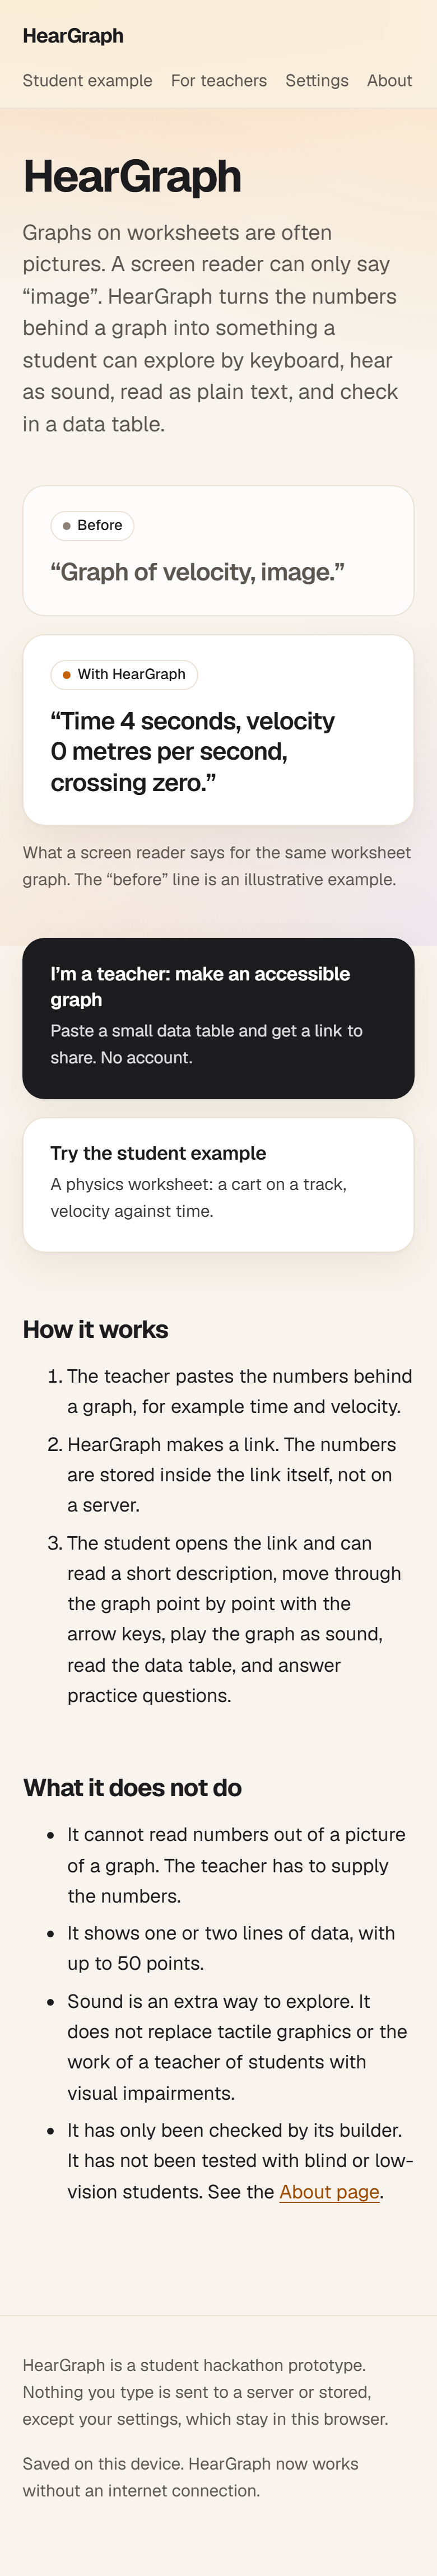 HearGraph
Student example For teachers Settings About
HearGraph
Graphs on worksheets are often
pictures. A screen reader can only say
“image”. HearGraph turns the numbers
behind a graph into something a
student can explore by keyboard, hear
as sound, read as plain text, and check
in a data table.
Before
“Graph of velocity, image.”
With HearGraph
“Time 4 seconds, velocity
0 metres per second,
crossing zero.”
What a screen reader says for the same worksheet
graph. The “before” line is an illustrative example.
I’m a teacher: make an accessible
graph
Paste a small data table and get a link to
share. No account.
Try the student example
A physics worksheet: a cart on a track,
velocity against time.
How it works
1. The teacher pastes the numbers behind
a graph, for example time and velocity.
2. HearGraph makes a link. The numbers
are stored inside the link itself, not on
a server.
3. The student opens the link and can
read a short description, move through
the graph point by point with the
arrow keys, play the graph as sound,
read the data table, and answer
practice questions.
What it does not do
• It cannot read numbers out of a picture
of a graph. The teacher has to supply
the numbers.
• It shows one or two lines of data, with
up to 50 points.
• Sound is an extra way to explore. It
does not replace tactile graphics or the
work of a teacher of students with
visual impairments.
• It has only been checked by its builder.
It has not been tested with blind or low-
vision students. See the About page.
HearGraph is a student hackathon prototype.
Nothing you type is sent to a server or stored,
except your settings, which stay in this browser.
Saved on this device. HearGraph now works
without an internet connection.